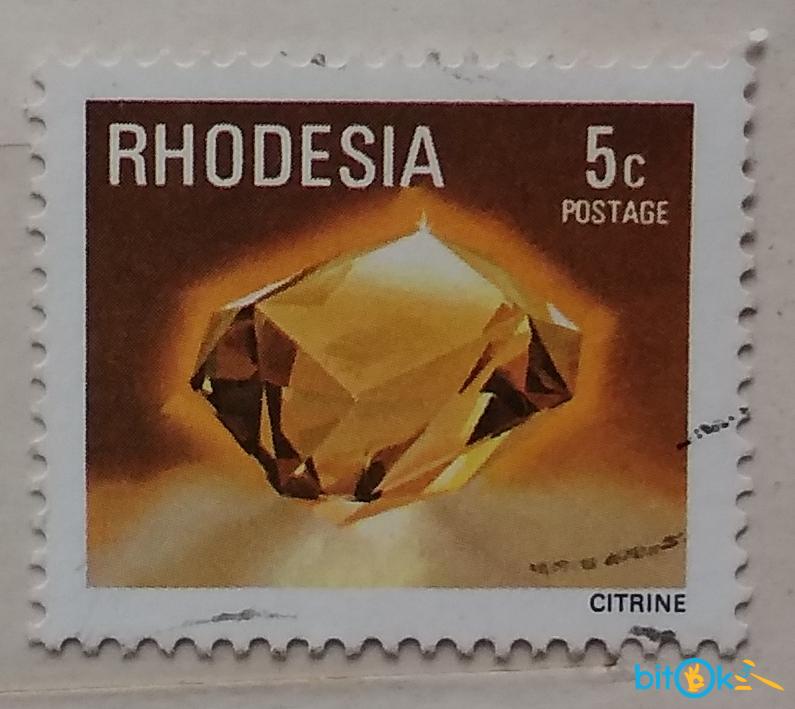 RHODESIA
5c
POSTAGE
CITRINE
bitOk